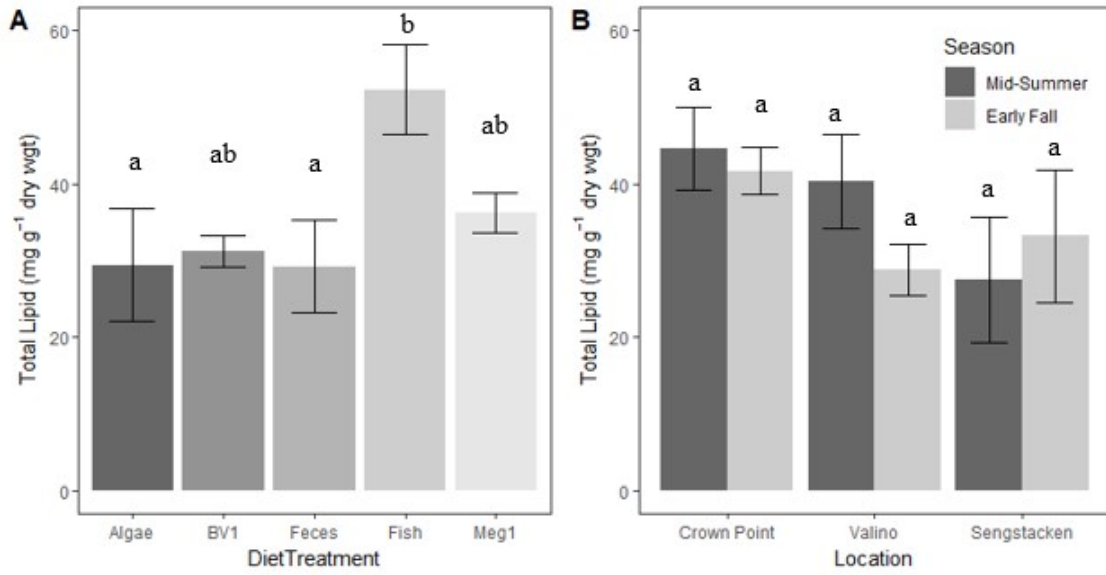 A
Total Lipid (mg g⁻¹ dry wgt)
60
40
20
0
a
ab
a
b
ab
Algae BV1 Feces Fish Meg1
DietTreatment
B
Total Lipid (mg g⁻¹ dry wgt)
60
40
20
0
Season
Mid-Summer
Early Fall
a
a
a
a
a
a
Crown Point Valino Sengstacken
Location